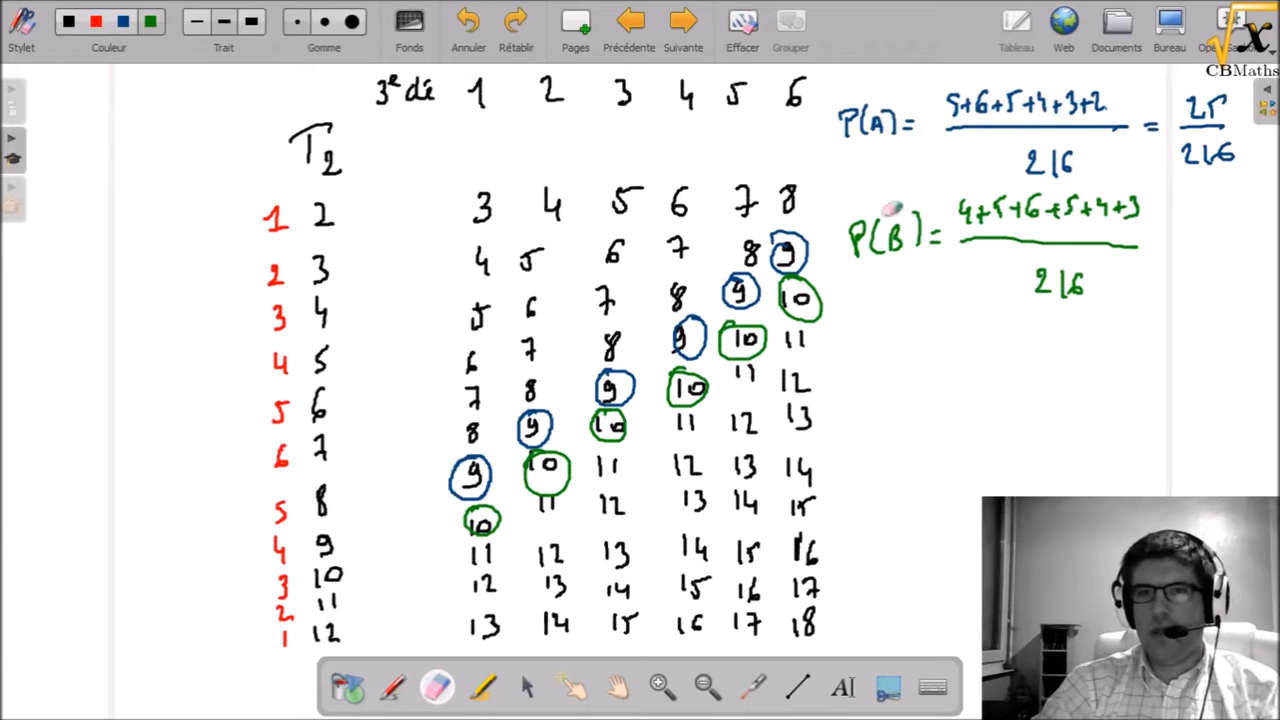 Stylet Couleur Trait Gomme Fonds Annuler Rétablir Pages Précédente Suivante Effacer Grouper Tableau Web Documents Bureau
CBMaths
3e dé 1 2 3 4 5 6
T2
1 2 3 4 5 6 7 8
2 3 4 5 6 7 8 9
3 4 5 6 7 8 9 10
4 5 6 7 8 9 10 11
5 6 7 8 9 10 11 12
6 7 8 9 10 11 12 13
5 8 9 10 11 12 13 14
4 9 10 11 12 13 14 15
3 10 11 12 13 14 15 16
2 11 12 13 14 15 16 17
1 12 13 14 15 16 17 18
P(A) = 5+6+5+4+3+2 / 216 = 25 / 216
P(B) = 4+5+6+5+4+3 / 216